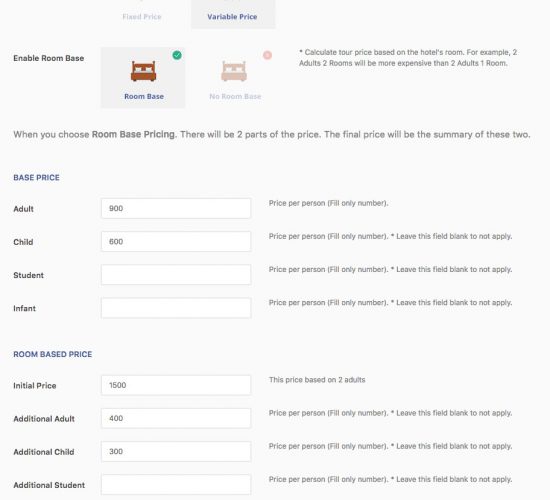 Fixed Price
Variable Price
Enable Room Base
Room Base
No Room Base
* Calculate tour price based on the hotel's room. For example, 2
Adults 2 Rooms will be more expensive than 2 Adults 1 Room.
When you choose Room Base Pricing. There will be 2 parts of the price. The final price will be the summary of these two.
BASE PRICE
Adult
900
Price per person (Fill only number).
Child
600
Price per person (Fill only number). * Leave this field blank to not apply.
Student
Price per person (Fill only number). * Leave this field blank to not apply.
Infant
Price per person (Fill only number). * Leave this field blank to not apply.
ROOM BASED PRICE
Initial Price
1500
This price based on 2 adults
Additional Adult
400
Price per person (Fill only number). * Leave this field blank to not apply.
Additional Child
300
Price per person (Fill only number). * Leave this field blank to not apply.
Additional Student
Price per person (Fill only number). * Leave this field blank to not apply.